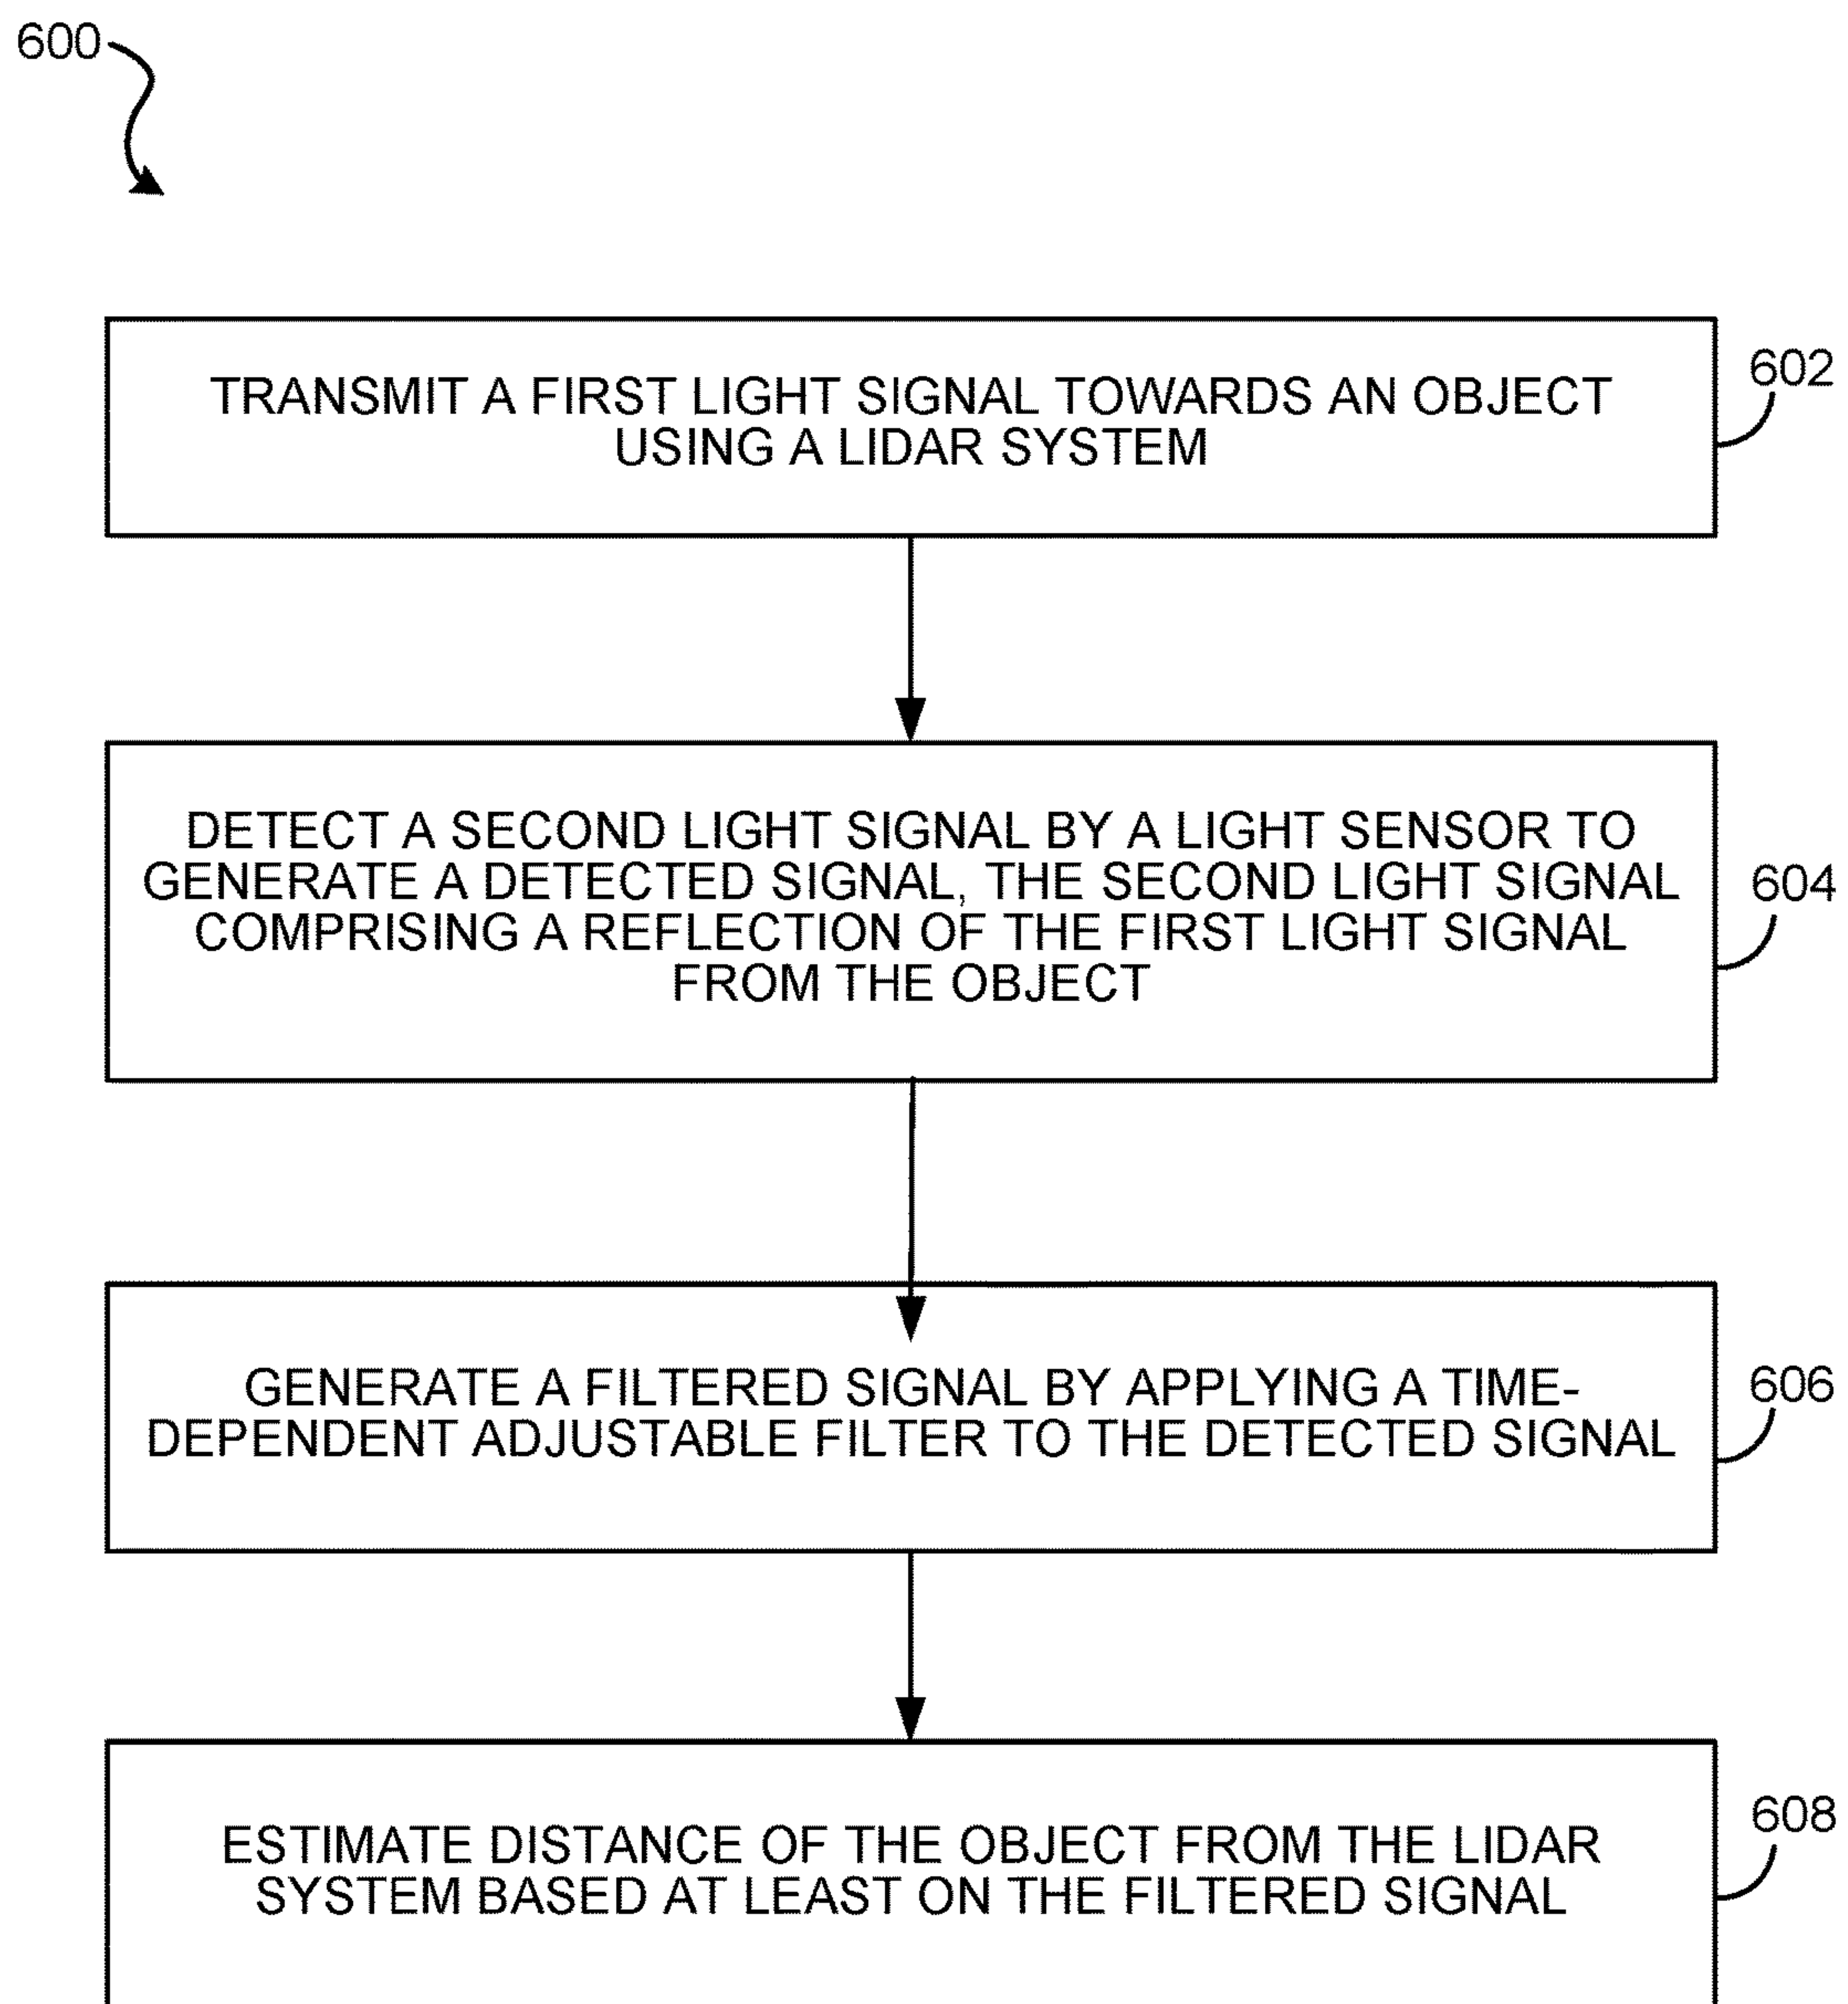 600
TRANSMIT A FIRST LIGHT SIGNAL TOWARDS AN OBJECT
USING A LIDAR SYSTEM
602
DETECT A SECOND LIGHT SIGNAL BY A LIGHT SENSOR TO
GENERATE A DETECTED SIGNAL, THE SECOND LIGHT SIGNAL
COMPRISING A REFLECTION OF THE FIRST LIGHT SIGNAL
FROM THE OBJECT
604
GENERATE A FILTERED SIGNAL BY APPLYING A TIME-
DEPENDENT ADJUSTABLE FILTER TO THE DETECTED SIGNAL
606
ESTIMATE DISTANCE OF THE OBJECT FROM THE LIDAR
SYSTEM BASED AT LEAST ON THE FILTERED SIGNAL
608